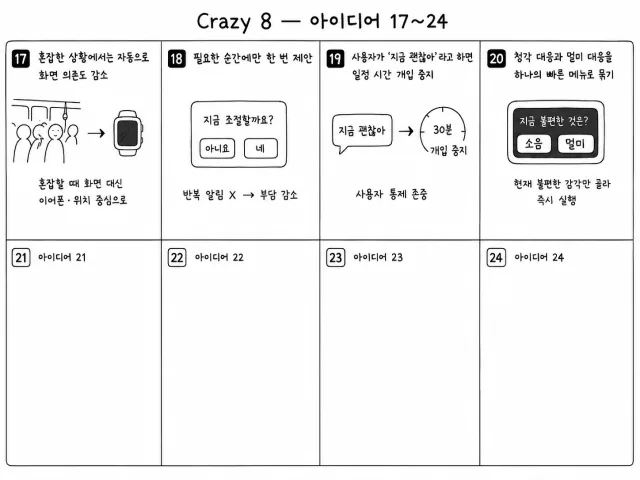 Crazy 8 — 아이디어 17~24
17 혼잡한 상황에서는 자동으로
화면 의존도 감소
혼잡할 때 화면 대신
이어폰·워치 중심으로
18 필요한 순간에만 한 번 제안
지금 조절할까요?
아니요 네
반복 알림 X → 부담 감소
19 사용자가 '지금 괜찮아'라고 하면
일정 시간 개입 중지
지금 괜찮아
30분
개입 중지
사용자 통제 존중
20 청각 대응과 멀미 대응을
하나의 빠른 메뉴로 묶기
지금 불편한 것은?
소음 멀미
현재 불편한 감각만 골라
즉시 실행
21 아이디어 21
22 아이디어 22
23 아이디어 23
24 아이디어 24